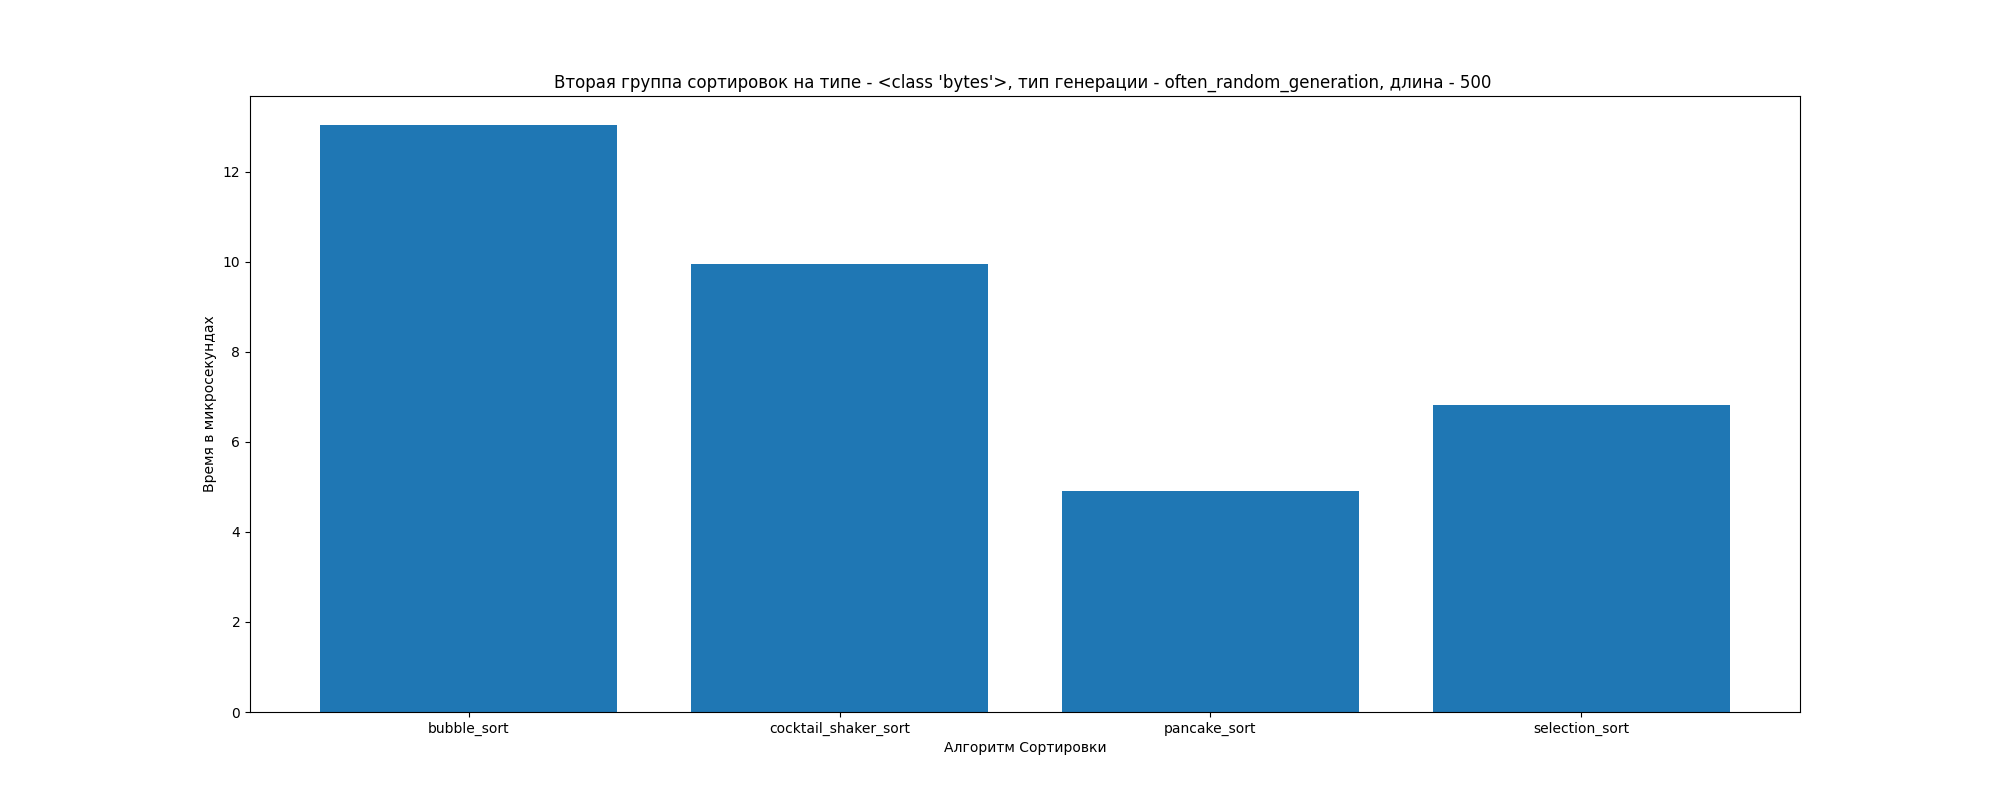 Вторая группа сортировок на типе - <class 'bytes'>, тип генерации - often_random_generation, длина - 500
Время в микросекундах
12
10
8
6
4
2
0
bubble_sort
cocktail_shaker_sort
pancake_sort
selection_sort
Алгоритм Сортировки